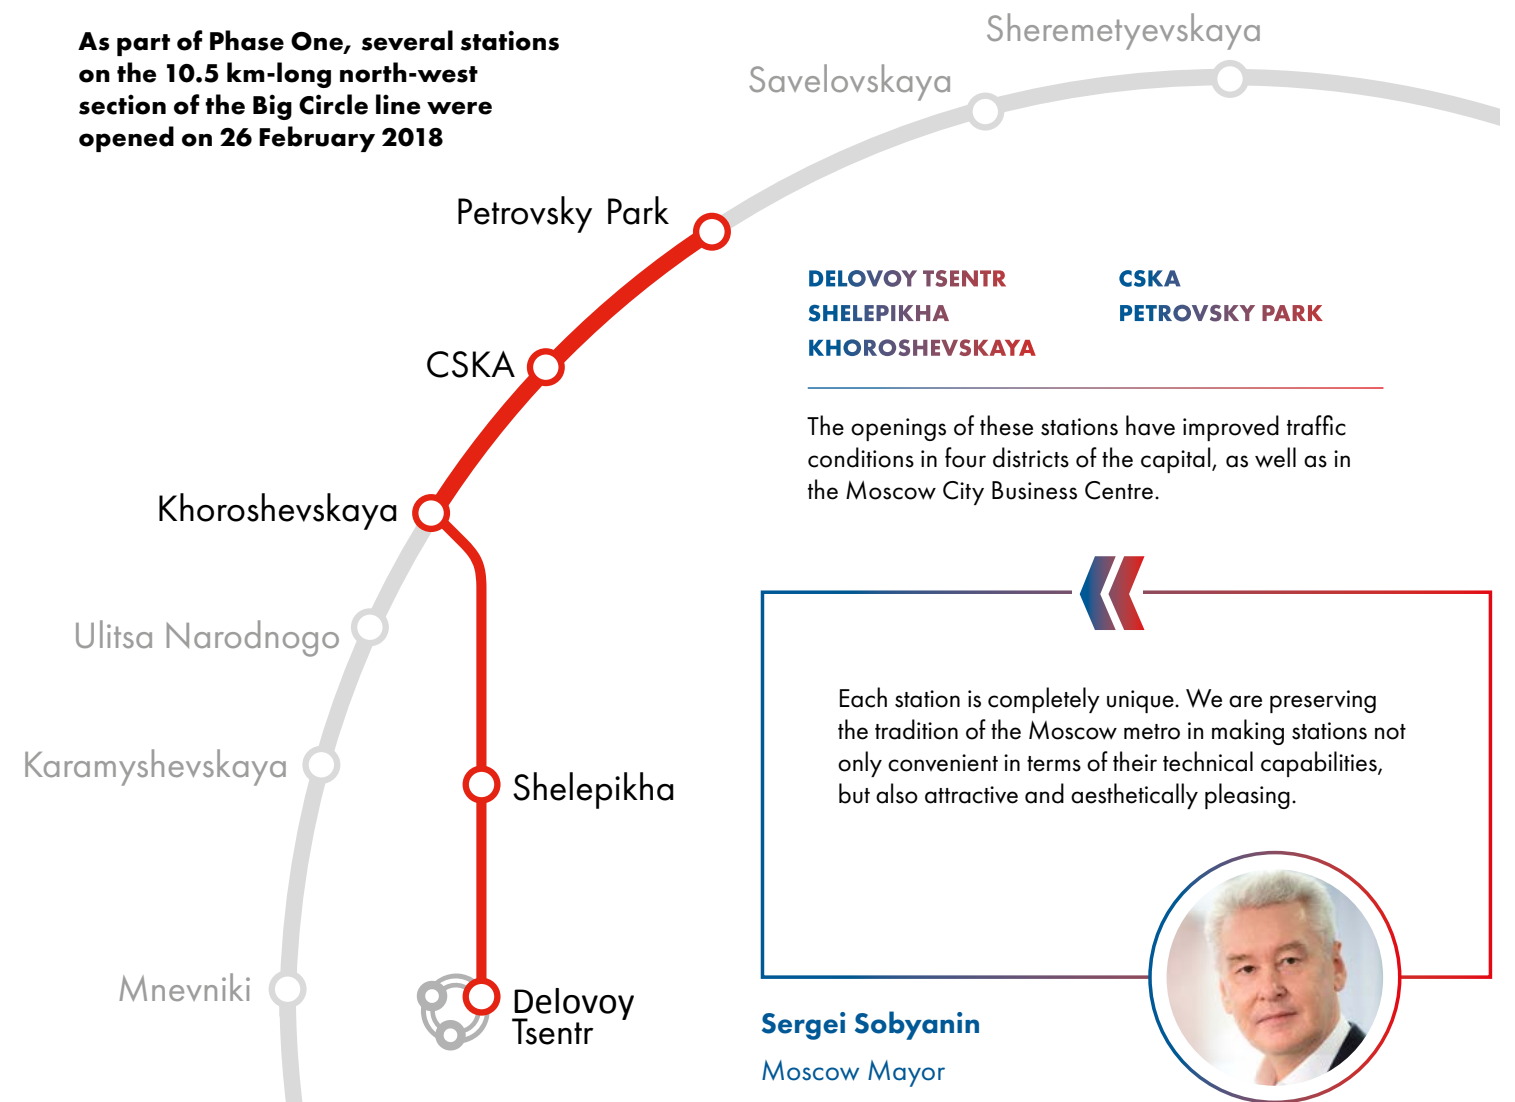 As part of Phase One, several stations
on the 10.5 km-long north-west
section of the Big Circle line were
opened on 26 February 2018
Sheremetyevskaya
Savelovskaya
Petrovsky Park
CSKA
Khoroshevskaya
Ulitsa Narodnogo
Karamyshevskaya
Shelepikha
Mnevniki
Delovoy
Tsentr
DELOVOY TSENTR
SHELEPIKHA
KHOROSHEVSKAYA
CSKA
PETROVSKY PARK
The openings of these stations have improved traffic
conditions in four districts of the capital, as well as in
the Moscow City Business Centre.
Each station is completely unique. We are preserving
the tradition of the Moscow metro in making stations not
only convenient in terms of their technical capabilities,
but also attractive and aesthetically pleasing.
Sergei Sobyanin
Moscow Mayor